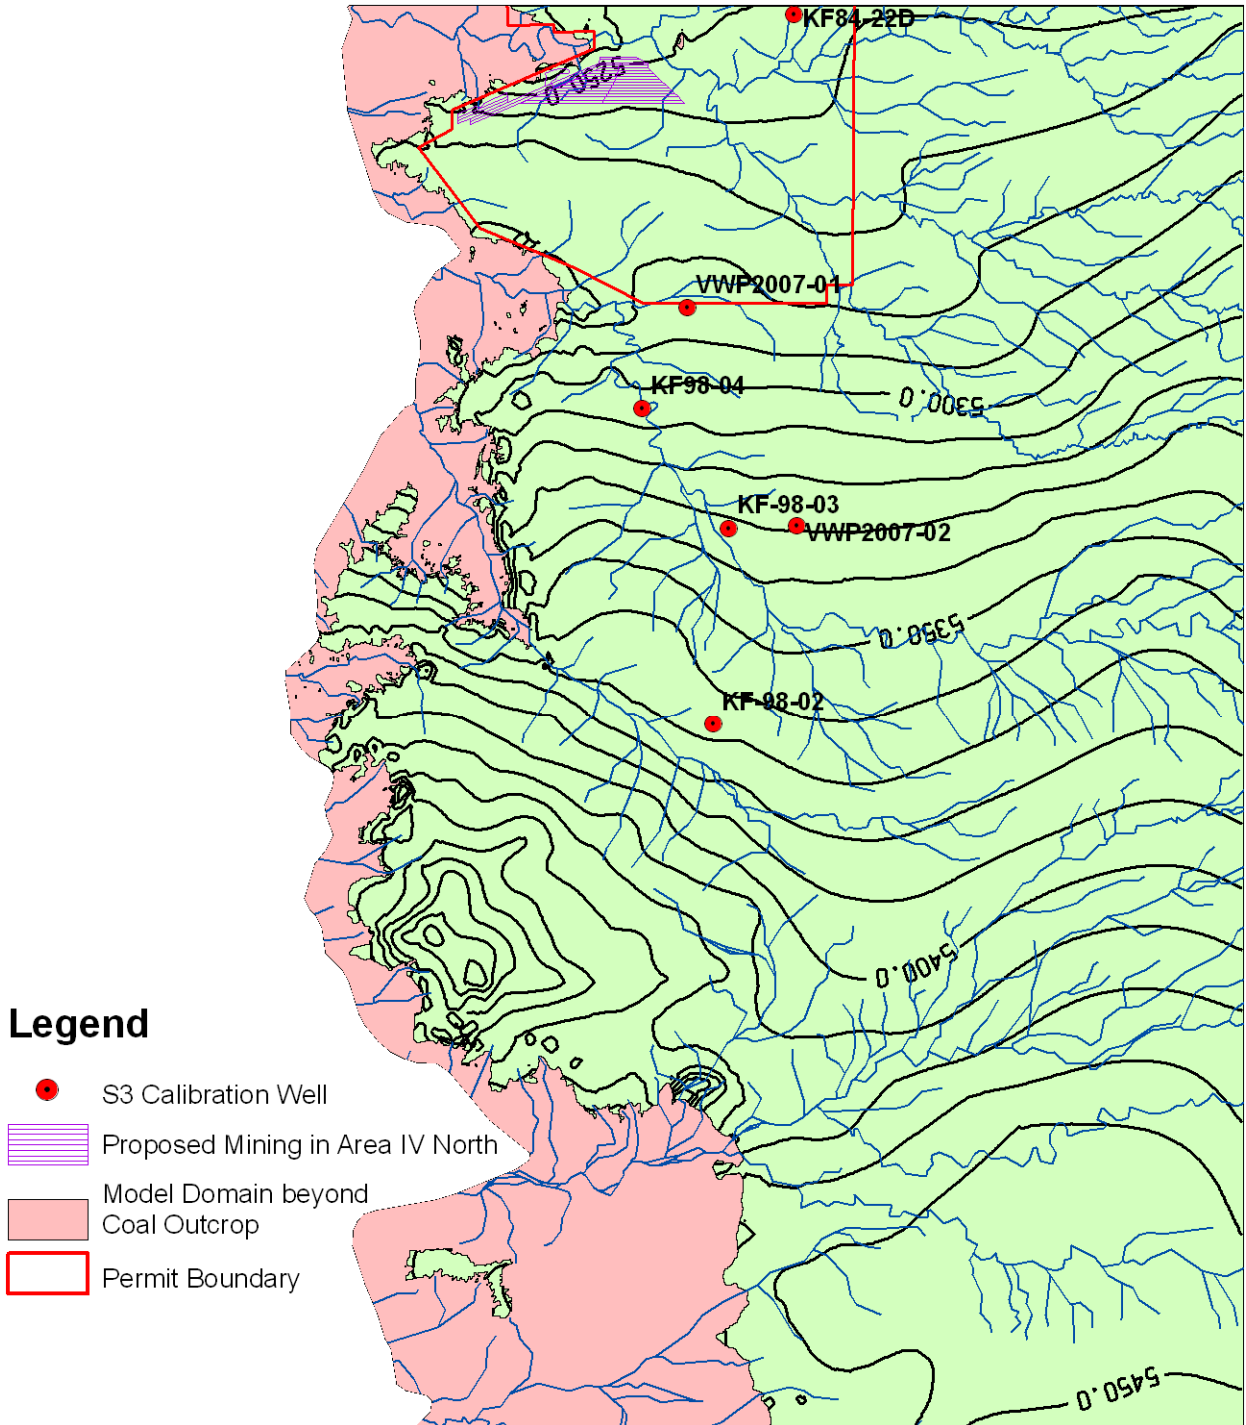 KF84-22D
5250.0
VWP2007-01
KF98-04
5300.0
KF-98-03
VWP2007-02
5350.0
KF-98-02
5400.0
Legend
S3 Calibration Well
Proposed Mining in Area IV North
Model Domain beyond
Coal Outcrop
Permit Boundary
5450.0